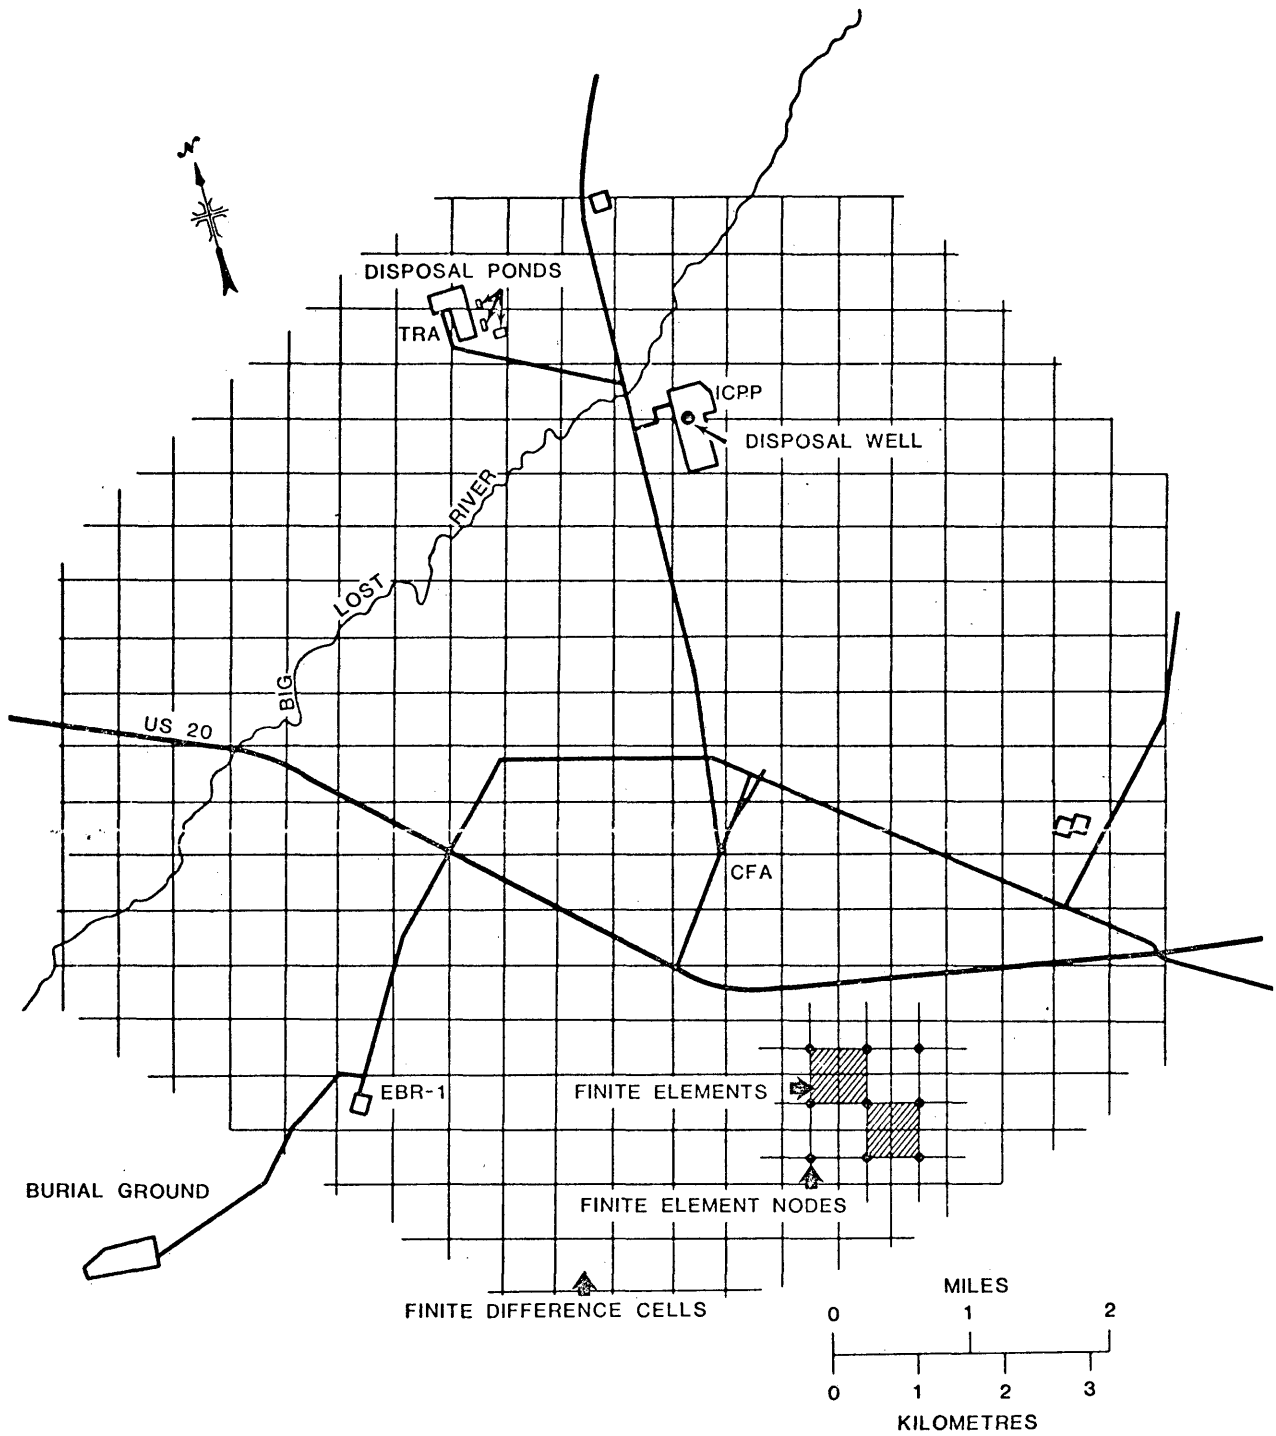 N
DISPOSAL PONDS
TRA
ICPP
DISPOSAL WELL
BIG LOST RIVER
US 20
CFA
EBR-1
FINITE ELEMENTS
BURIAL GROUND
FINITE ELEMENT NODES
FINITE DIFFERENCE CELLS
MILES
0 1 2
0 1 2 3
KILOMETRES